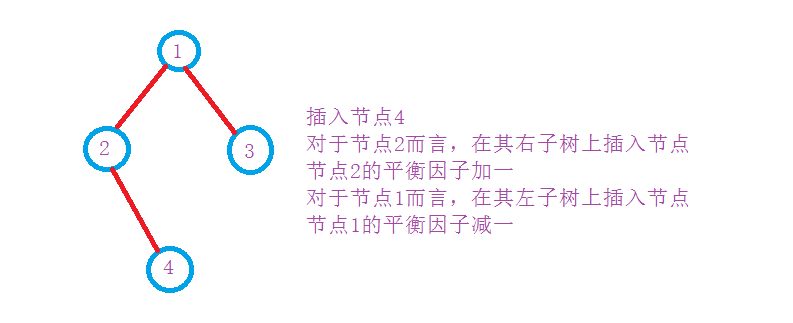 1
2
3
4
插入节点4
对于节点2而言，在其右子树上插入节点
节点2的平衡因子加一
对于节点1而言，在其左子树上插入节点
节点1的平衡因子减一